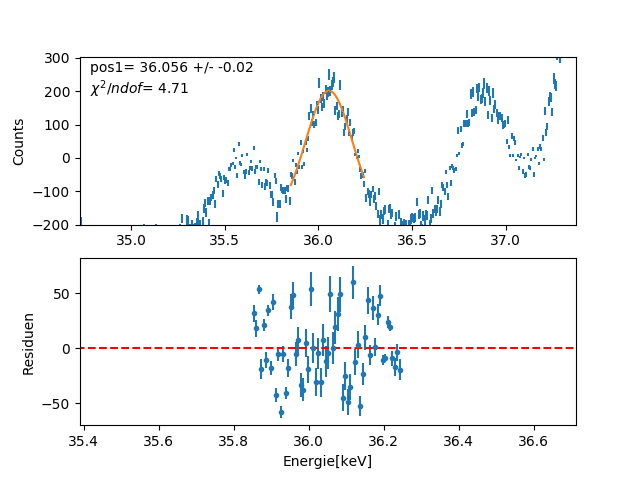 300
200
100
0
−100
−200
Counts
pos1= 36.056 +/- -0.02
χ²/ndof= 4.71
35.0 35.5 36.0 36.5 37.0
50
0
−50
Residuen
35.4 35.6 35.8 36.0 36.2 36.4 36.6
Energie[keV]